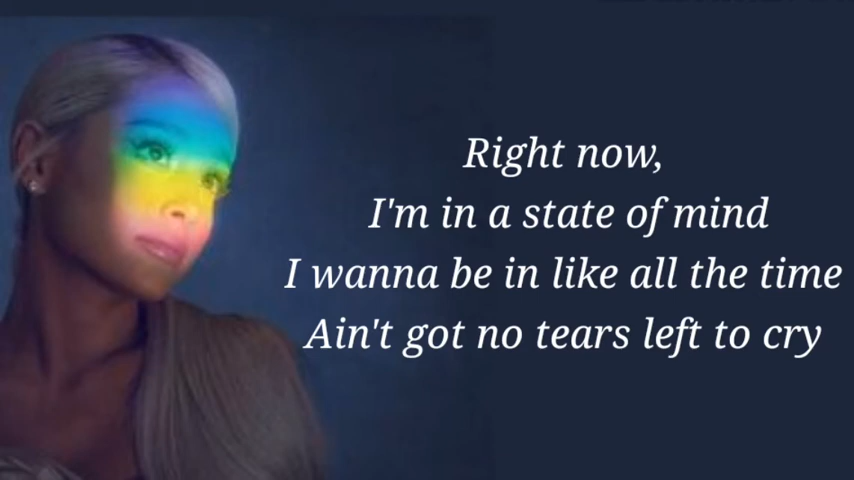 Right now,
I'm in a state of mind
I wanna be in like all the time
Ain't got no tears left to cry